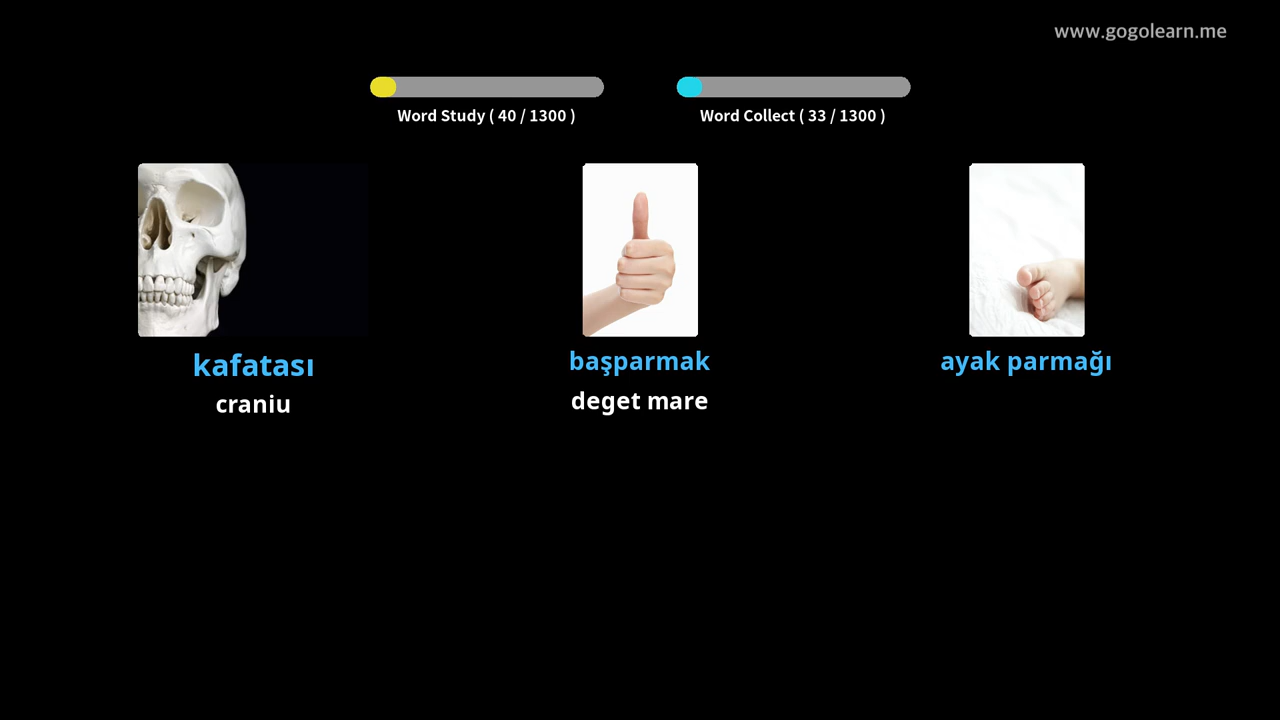 www.gogolearn.me
Word Study ( 40 / 1300 )
Word Collect ( 33 / 1300 )
kafatası
başparmak
ayak parmağı
craniu
deget mare